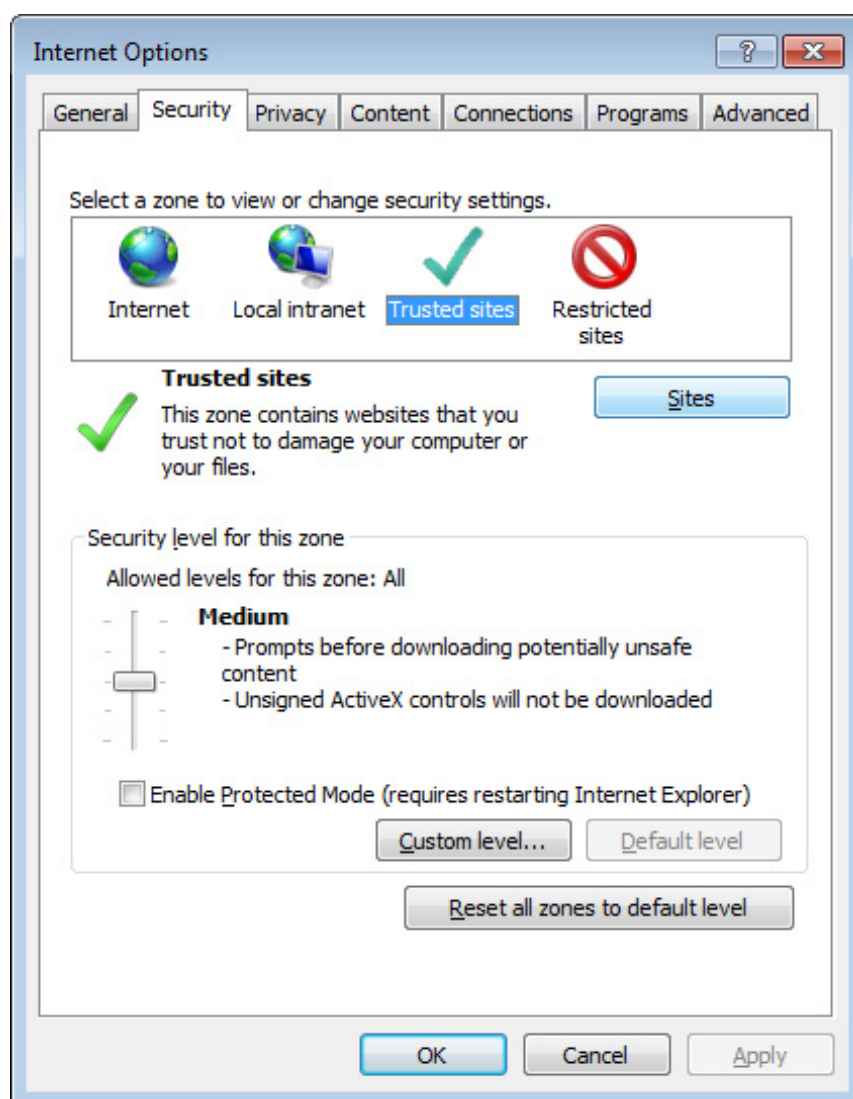 Internet Options
General Security Privacy Content Connections Programs Advanced
Select a zone to view or change security settings.
Internet Local intranet Trusted sites Restricted
sites
Trusted sites
Sites
This zone contains websites that you
trust not to damage your computer or
your files.
Security level for this zone
Allowed levels for this zone: All
Medium
- Prompts before downloading potentially unsafe
content
- Unsigned ActiveX controls will not be downloaded
Enable Protected Mode (requires restarting Internet Explorer)
Custom level... Default level
Reset all zones to default level
OK Cancel Apply